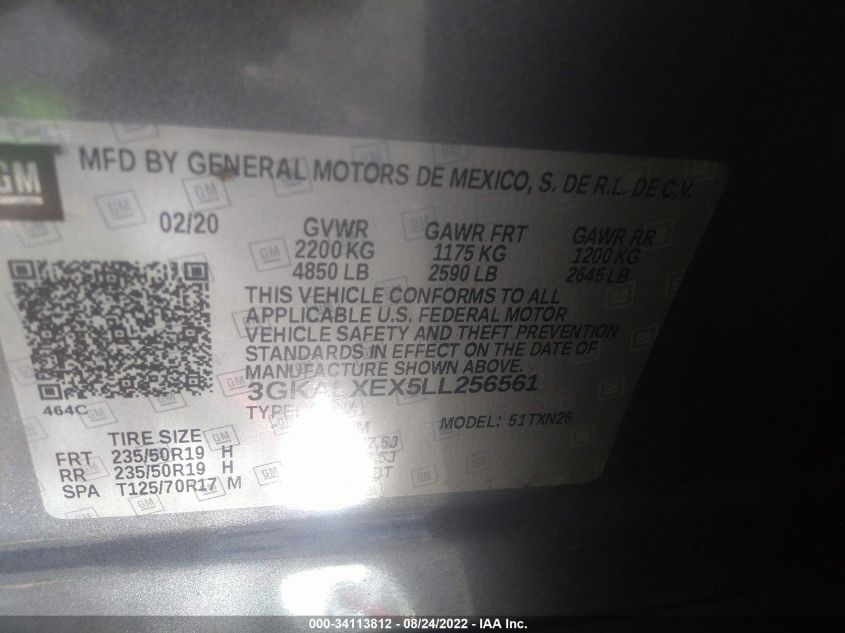 GM
MFD BY GENERAL MOTORS DE MEXICO, S. DE R.L. DE C.V.
02/20 GVWR GAWR FRT GAWR RR
2200 KG 1175 KG 1200 KG
4850 LB 2590 LB 2645 LB
THIS VEHICLE CONFORMS TO ALL
APPLICABLE U.S. FEDERAL MOTOR
VEHICLE SAFETY AND THEFT PREVENTION
STANDARDS IN EFFECT ON THE DATE OF
MANUFACTURE SHOWN ABOVE.
3GKALXEX5LL256561
464C
TYPE: MODEL: 51TXN26
TIRE SIZE
FRT 235/50R19 H
RR 235/50R19 H
SPA T125/70R17 M
000-34113812 - 08/24/2022 - IAA Inc.